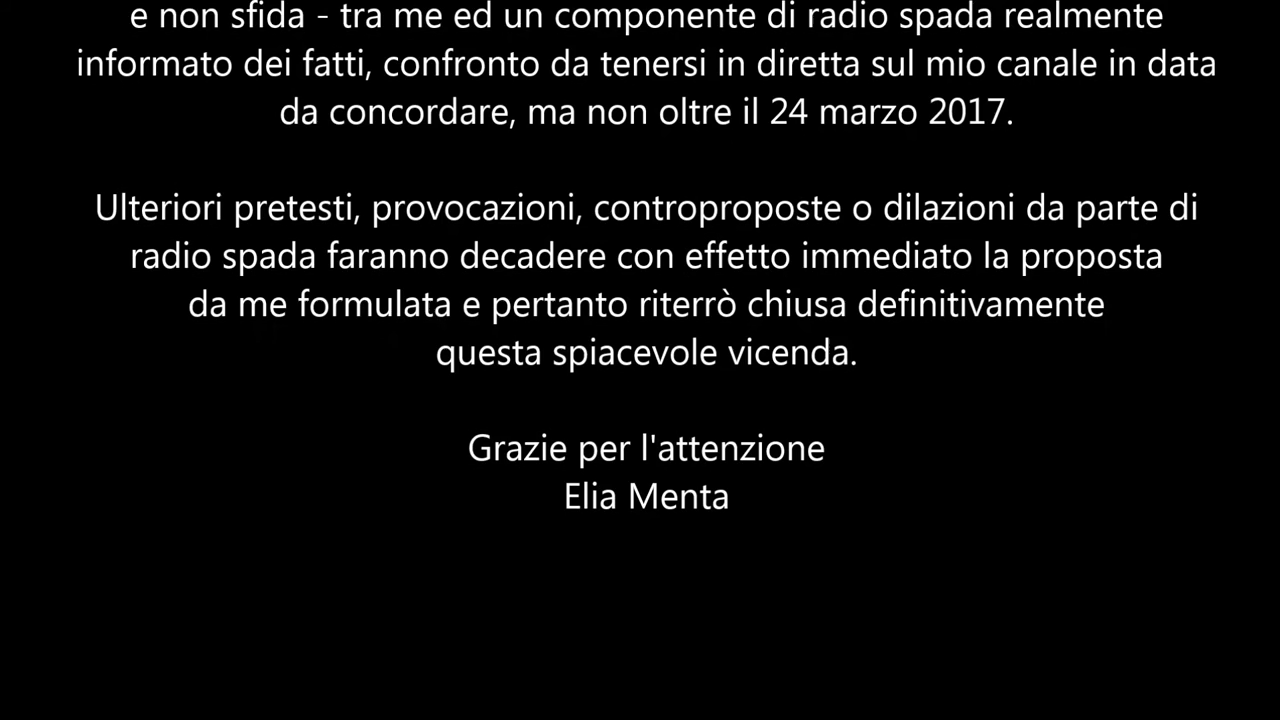 e non sfida - tra me ed un componente di radio spada realmente
informato dei fatti, confronto da tenersi in diretta sul mio canale in data
da concordare, ma non oltre il 24 marzo 2017.
Ulteriori pretesti, provocazioni, controproposte o dilazioni da parte di
radio spada faranno decadere con effetto immediato la proposta
da me formulata e pertanto riterrò chiusa definitivamente
questa spiacevole vicenda.
Grazie per l'attenzione
Elia Menta